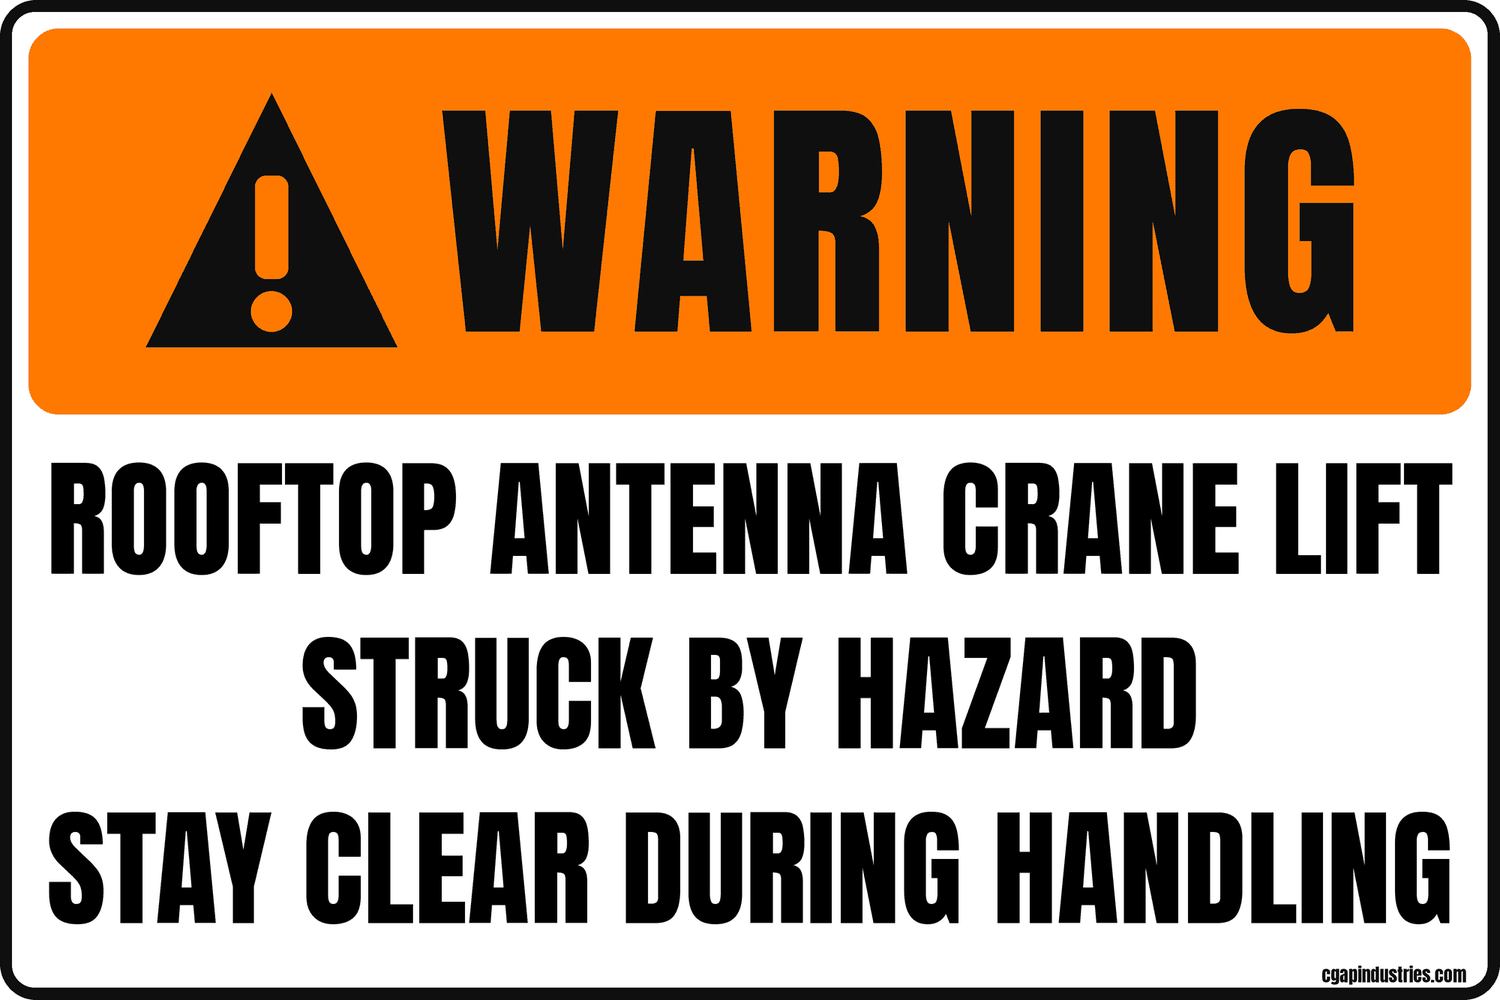 WARNING
ROOFTOP ANTENNA CRANE LIFT
STRUCK BY HAZARD
STAY CLEAR DURING HANDLING
cgapindustries.com